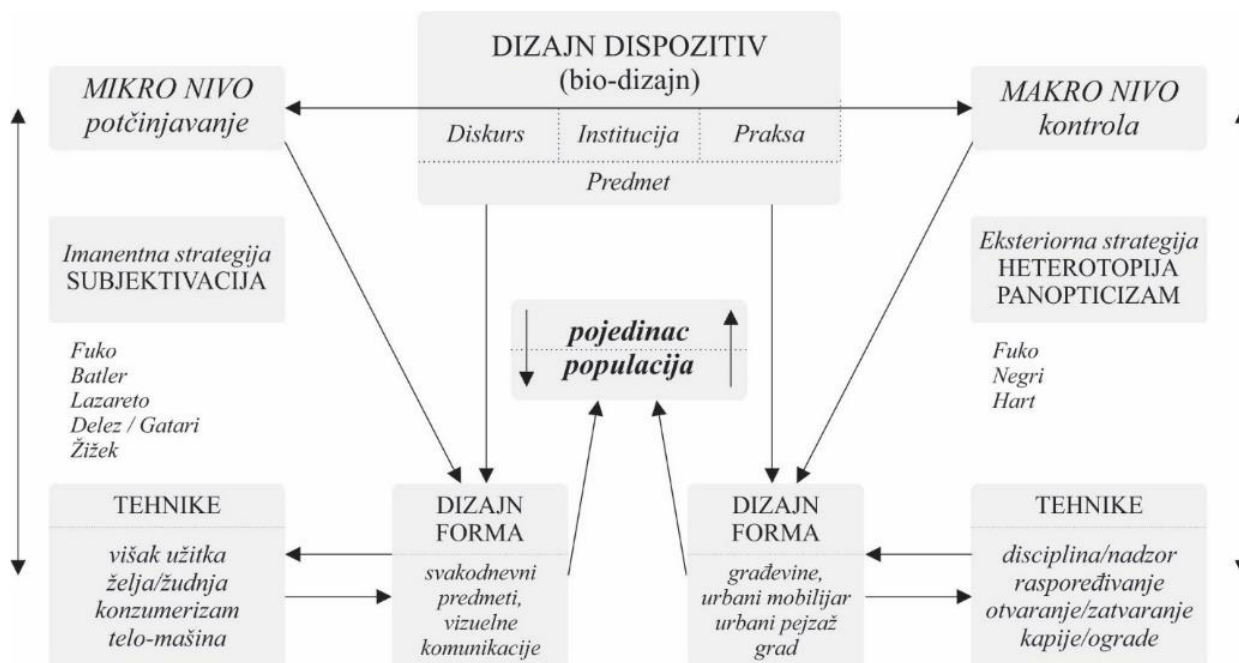 DIZAJN DISPOZITIV
(bio-dizajn)
Diskurs
Institucija
Praksa
Predmet
MIKRO NIVO
potčinjavanje
MAKRO NIVO
kontrola
Imanentna strategija
SUBJEKTIVACIJA
Eksteriorna strategija
HETEROTOPIJA
PANOPTICIZAM
pojedinac
populacija
Fuko
Batler
Lazareto
Delez / Gatari
Žižek
Fuko
Negri
Hart
TEHNIKE
višak užitka
želja/žudnja
konzumerizam
telo-mašina
DIZAJN
FORMA
svakodnevni
predmeti,
vizuelne
komunikacije
DIZAJN
FORMA
građevine,
urbani mobilijar
urbani pejzaž
grad
TEHNIKE
disciplina/nadzor
raspoređivanje
otvaranje/zatvaranje
kapije/ograde